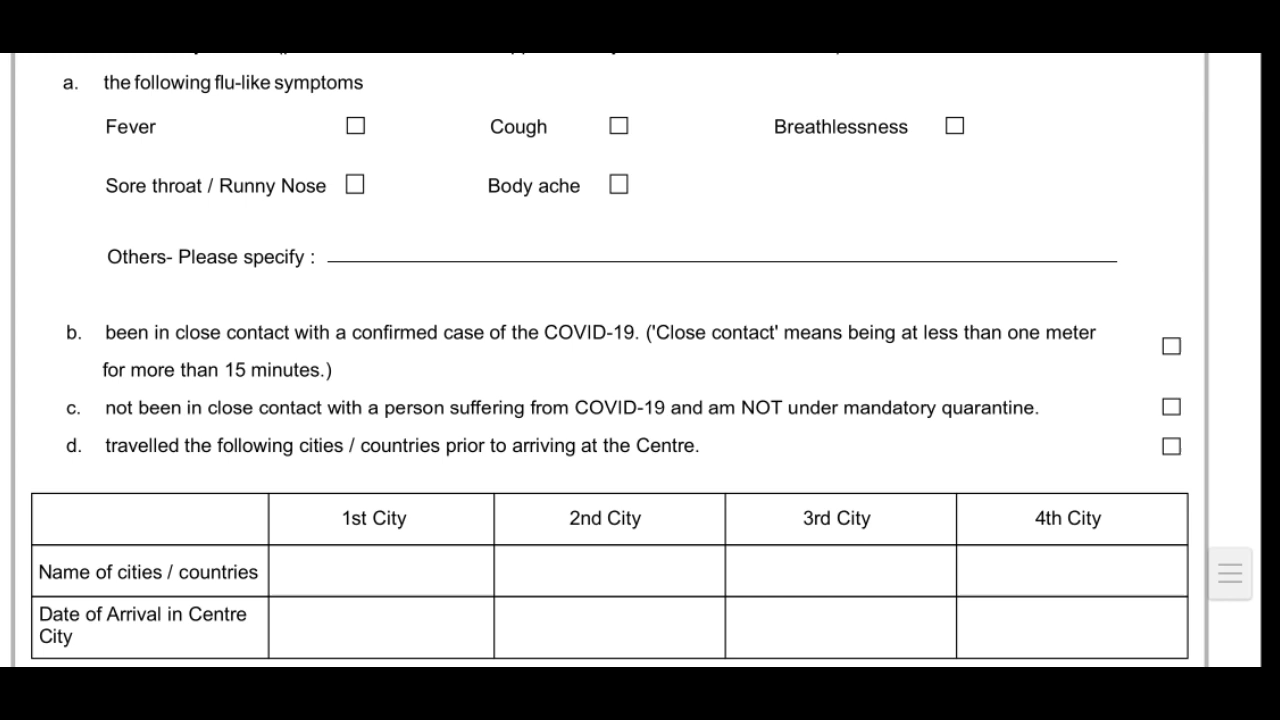 a. the following flu-like symptoms
Fever ☐ Cough ☐ Breathlessness ☐
Sore throat / Runny Nose ☐ Body ache ☐
Others- Please specify : ____________________
b. been in close contact with a confirmed case of the COVID-19. ('Close contact' means being at less than one meter
for more than 15 minutes.) ☐
c. not been in close contact with a person suffering from COVID-19 and am NOT under mandatory quarantine. ☐
d. travelled the following cities / countries prior to arriving at the Centre. ☐
1st City 2nd City 3rd City 4th City
Name of cities / countries
Date of Arrival in Centre
City